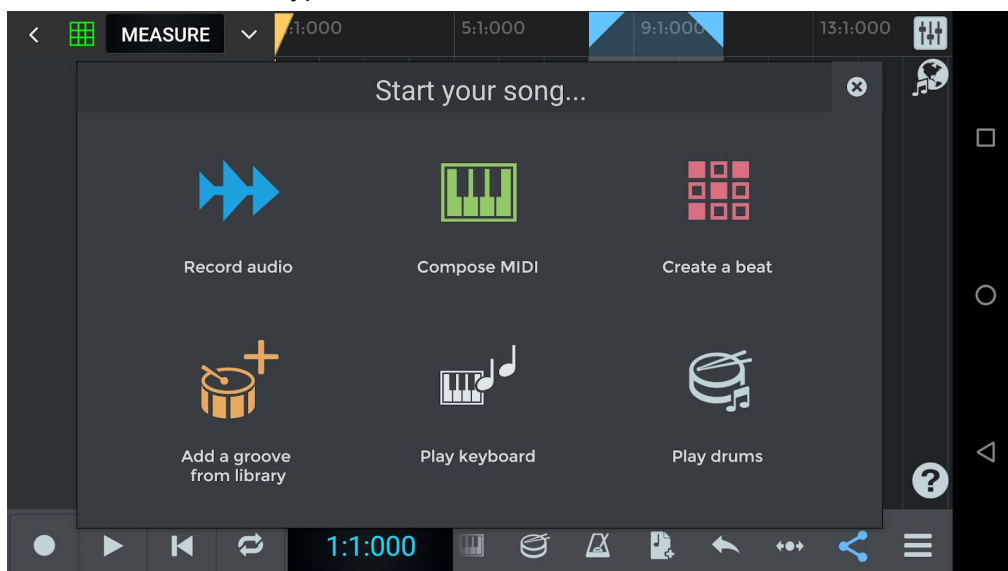 MEASURE
:1:000
5:1:000
9:1:000
13:1:000
Start your song...
Record audio
Compose MIDI
Create a beat
Add a groove
from library
Play keyboard
Play drums
?
1:1:000